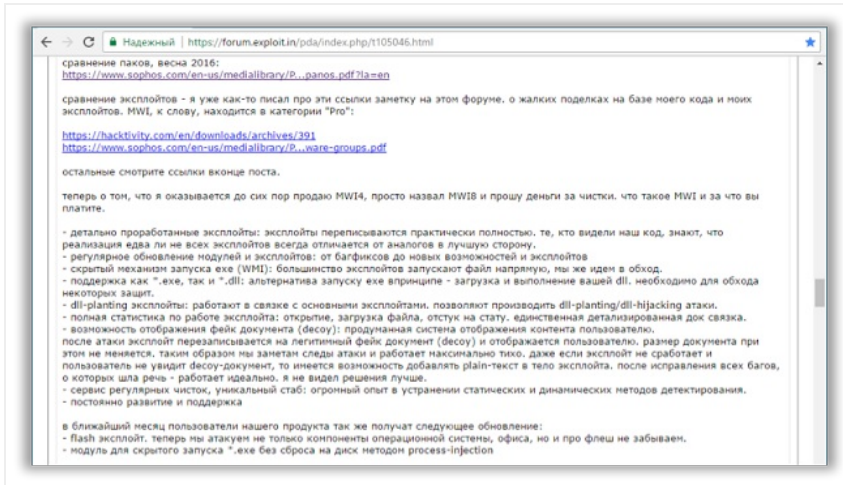 Надежный | https://forum.exploit.in/pda/index.php/t105046.html
сравнение паков, весна 2016:
https://www.sophos.com/en-us/medialibrary/P...panos.pdf?la=en
сравнение эксплойтов - я уже как-то писал про эти ссылки заметку на этом форуме. о жалких поделках на базе моего кода и моих
эксплойтов. MWI, к слову, находится в категории "Pro":
https://hacktivity.com/en/downloads/archives/391
https://www.sophos.com/en-us/medialibrary/P...ware-groups.pdf
остальные смотрите ссылки вконце поста.
теперь о том, что я оказывается до сих пор продаю MWI4, просто назвал MWI8 и прошу деньги за чистки. что такое MWI и за что вы
платите.
- детально проработанные эксплойты: эксплойты переписываются практически полностью. те, кто видели наш код, знают, что
реализация едва ли не всех эксплойтов всегда отличается от аналогов в лучшую сторону.
- регулярное обновление модулей и эксплойтов: от багфиксов до новых возможностей и эксплойтов
- скрытый механизм запуска exe (WMI): большинство эксплойтов запускают файл напрямую, мы же идем в обход.
- поддержка как *.exe, так и *.dll: альтернатива запуску exe впринципе - загрузка и выполнение вашей dll. необходимо для обхода
некоторых защит.
- dll-planting эксплойты: работают в связке с основными эксплойтами. позволяют производить dll-planting/dll-hijacking атаки.
- полная статистика по работе эксплойта: открытие, загрузка файла, отстук на стату. единственная детализированная док связка.
- возможность отображения фейк документа (decoy): продуманная система отображения контента пользователю.
после атаки эксплойт перезаписывается на легитимный фейк документ (decoy) и отображается пользователю. размер документа при
этом не меняется. таким образом мы заметам следы атаки и работает максимально тихо. даже если эксплойт не сработает и
пользователь не увидит decoy-документ, то имеется возможность добавлять plain-текст в тело эксплойта. после исправления всех багов,
о которых шла речь - работает идеально. я не видел решения лучше.
- сервис регулярных чисток, уникальный стаб: огромный опыт в устранении статических и динамических методов детектирования.
- постоянно развитие и поддержка
в ближайший месяц пользователи нашего продукта так же получат следующее обновление:
- flash эксплойт. теперь мы атакуем не только компоненты операционной системы, офиса, но и про флеш не забываем.
- модуль для скрытого запуска *.exe без сброса на диск методом process-injection